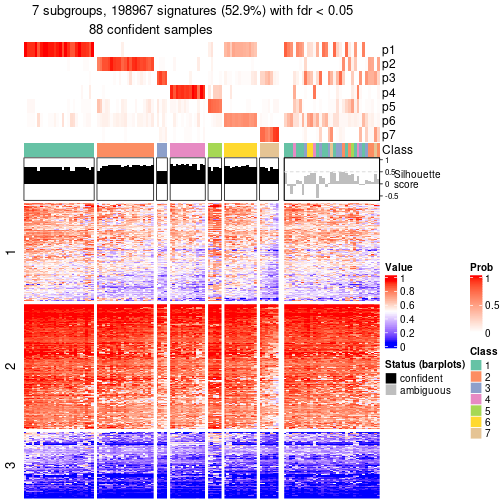 7 subgroups, 198967 signatures (52.9%) with fdr < 0.05
88 confident samples
p1
p2
p3
p4
p5
p6
p7
Class
1
0.5
0
-0.5
Silhouette
score
1
2
3
Value
1
0.8
0.6
0.4
0.2
0
Status (barplots)
confident
ambiguous
Prob
1
0.5
0
Class
1
2
3
4
5
6
7